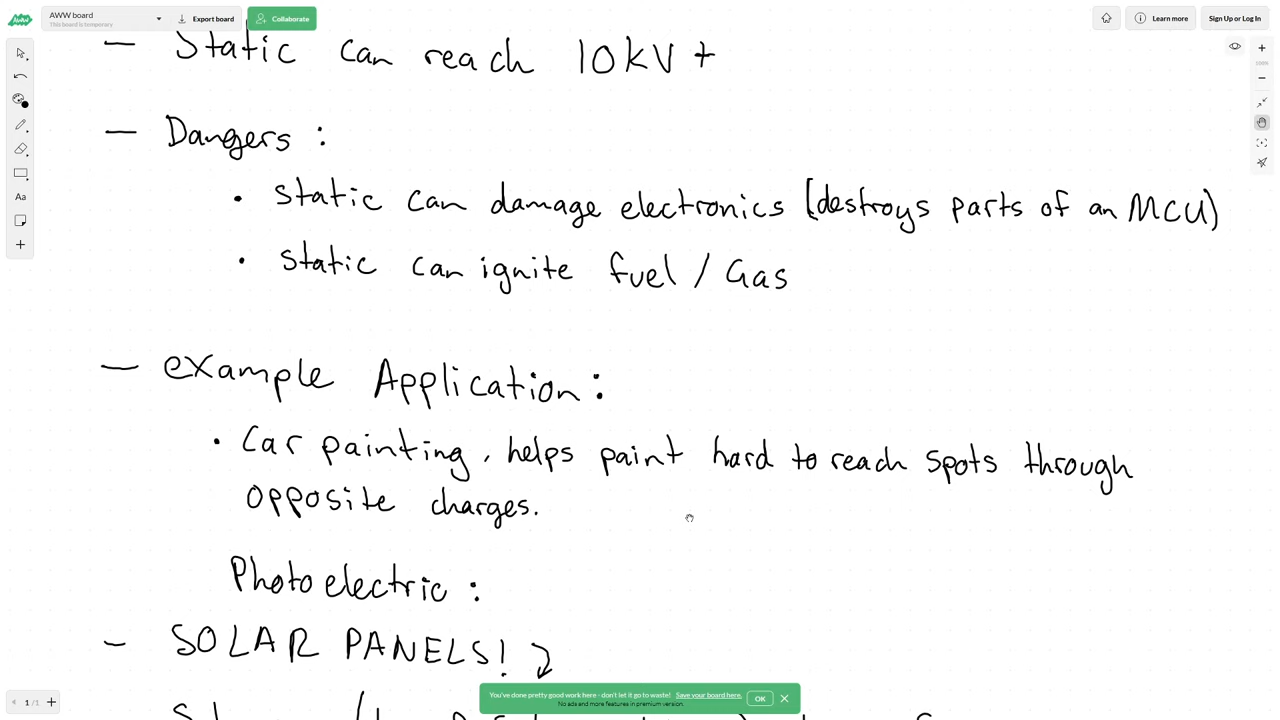 AWW board
This board is temporary
Export board
Collaborate
Learn more
Sign Up or Log In
100%
Aa
— Static can reach 10kV +
— Dangers :
• static can damage electronics (destroys parts of an MCU)
• static can ignite fuel / Gas
— example Application :
• Car painting, helps paint hard to reach spots through
opposite charges.
Photoelectric :
- SOLAR PANELS!
1 / 1
You've done pretty good work here - don't let it go to waste! Save your board here.
No ads and more features in premium version.
OK